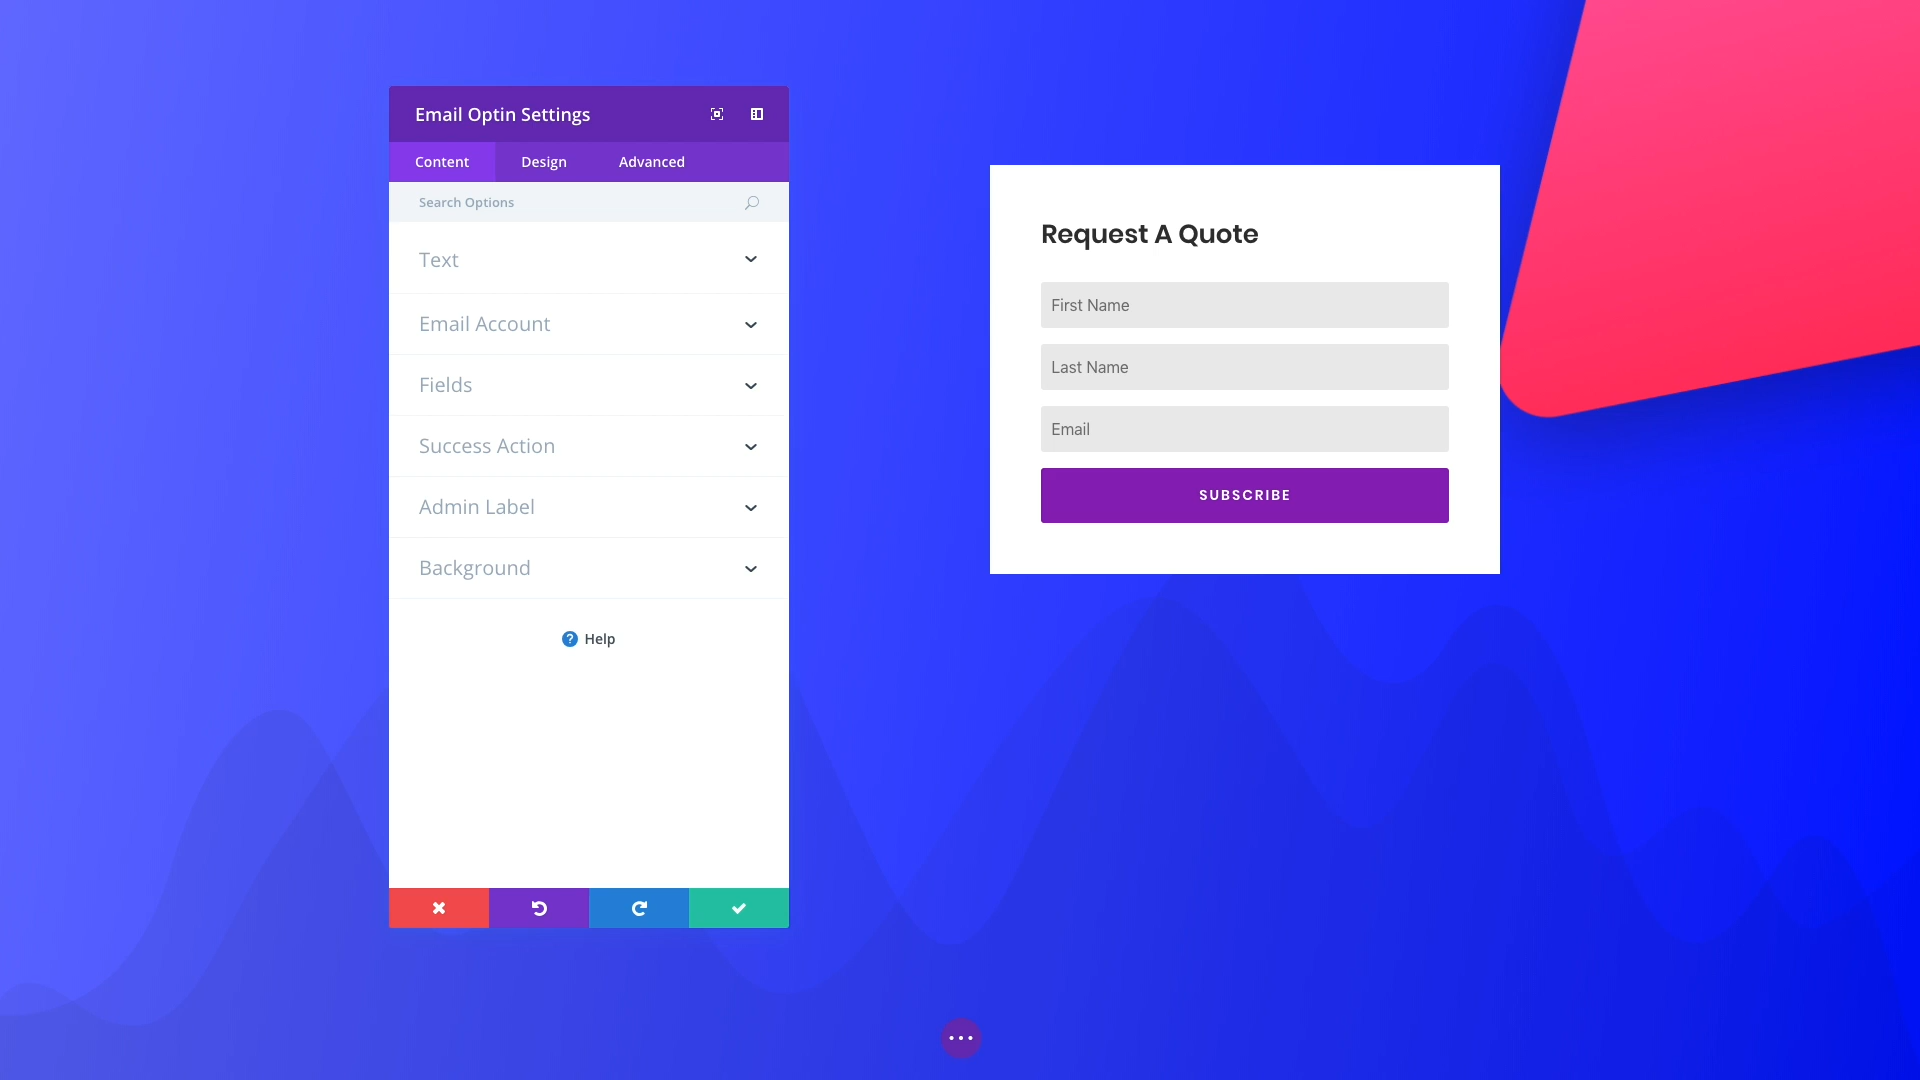 Email Optin Settings
Content Design Advanced
Search Options
Text
Email Account
Fields
Success Action
Admin Label
Background
? Help
Request A Quote
First Name
Last Name
Email
SUBSCRIBE